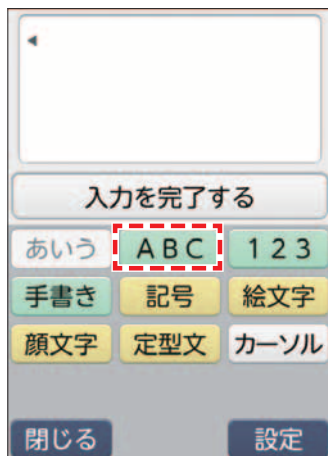 入力を完了する
あいう ABC 123
手書き 記号 絵文字
顔文字 定型文 カーソル
閉じる 設定